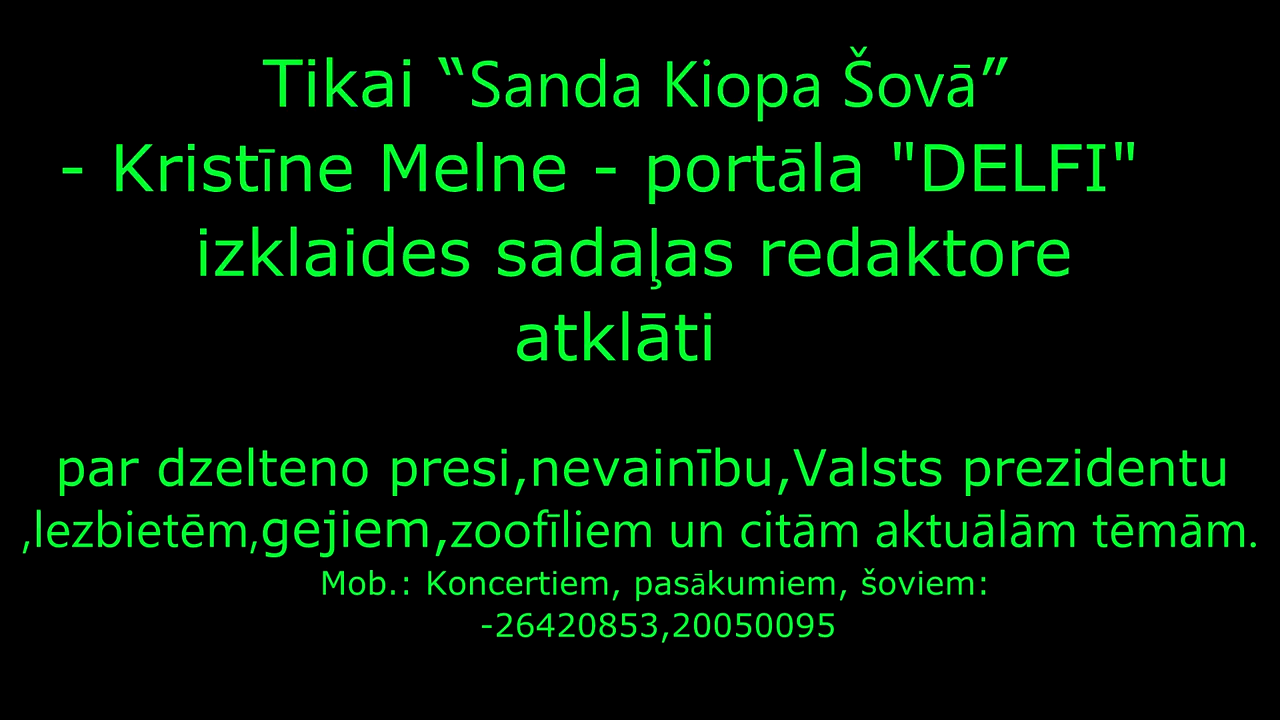 Tikai “Sanda Kiopa Šovā”
- Kristīne Melne - portāla "DELFI"
izklaides sadaļas redaktore
atklāti
par dzelteno presi,nevainību,Valsts prezidentu
,lezbietēm,gejiem,zoofīliem un citām aktuālām tēmām.
Mob.: Koncertiem, pasākumiem, šoviem:
-26420853,20050095